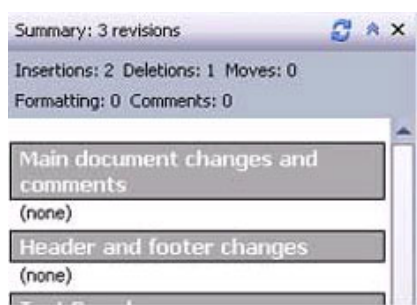 Summary: 3 revisions
Insertions: 2 Deletions: 1 Moves: 0
Formatting: 0 Comments: 0
Main document changes and
comments
(none)
Header and footer changes
(none)